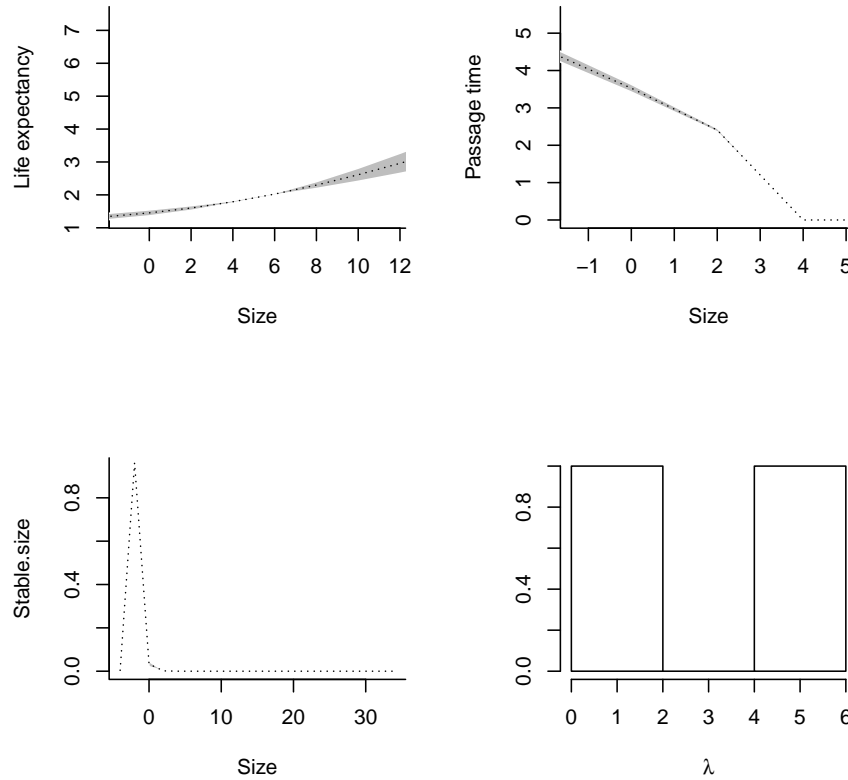 Life expectancy
1 2 3 4 5 6 7
0 2 4 6 8 10 12
Size
Passage time
0 1 2 3 4 5
−1 0 1 2 3 4 5
Size
Stable.size
0.0 0.4 0.8
0 10 20 30
Size
0.0 0.4 0.8
0 1 2 3 4 5 6
λ